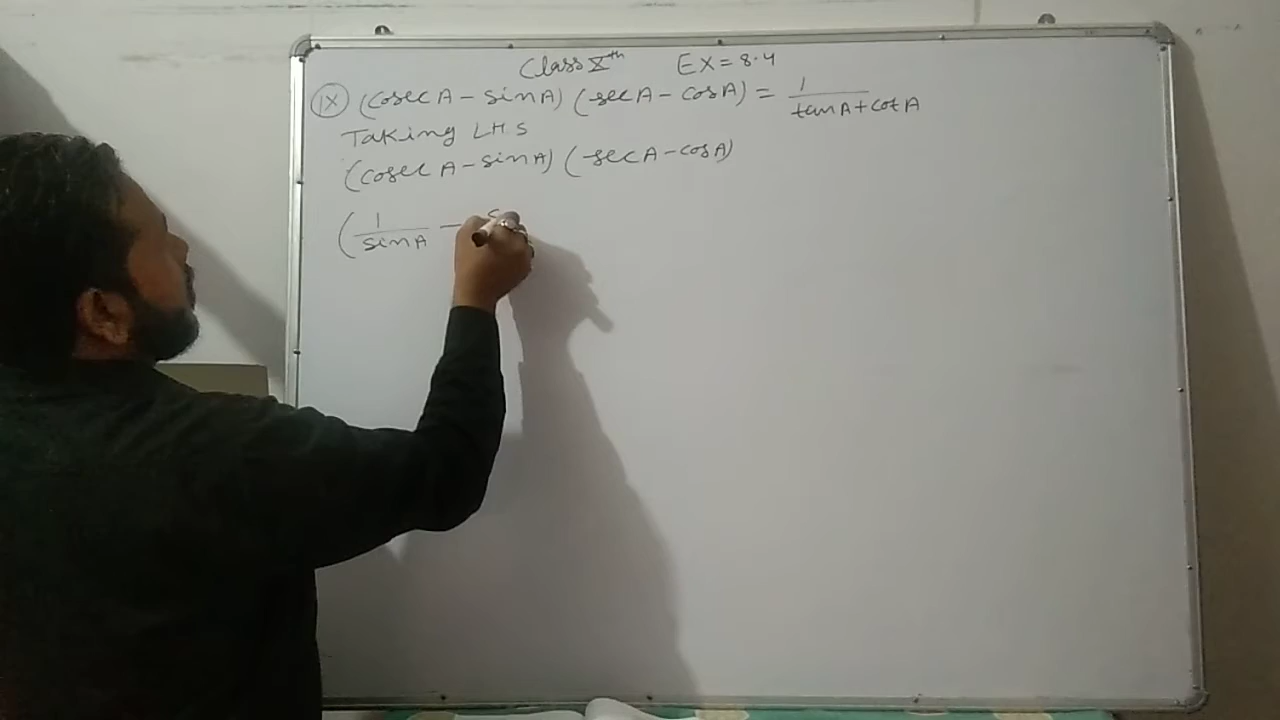 Class Xth EX = 8.4
(ix) (cosec A - sin A) (sec A - cos A) = 1/(tan A + cot A)
Taking LHS
(cosec A - sin A) (sec A - cos A)
(1/sin A - s